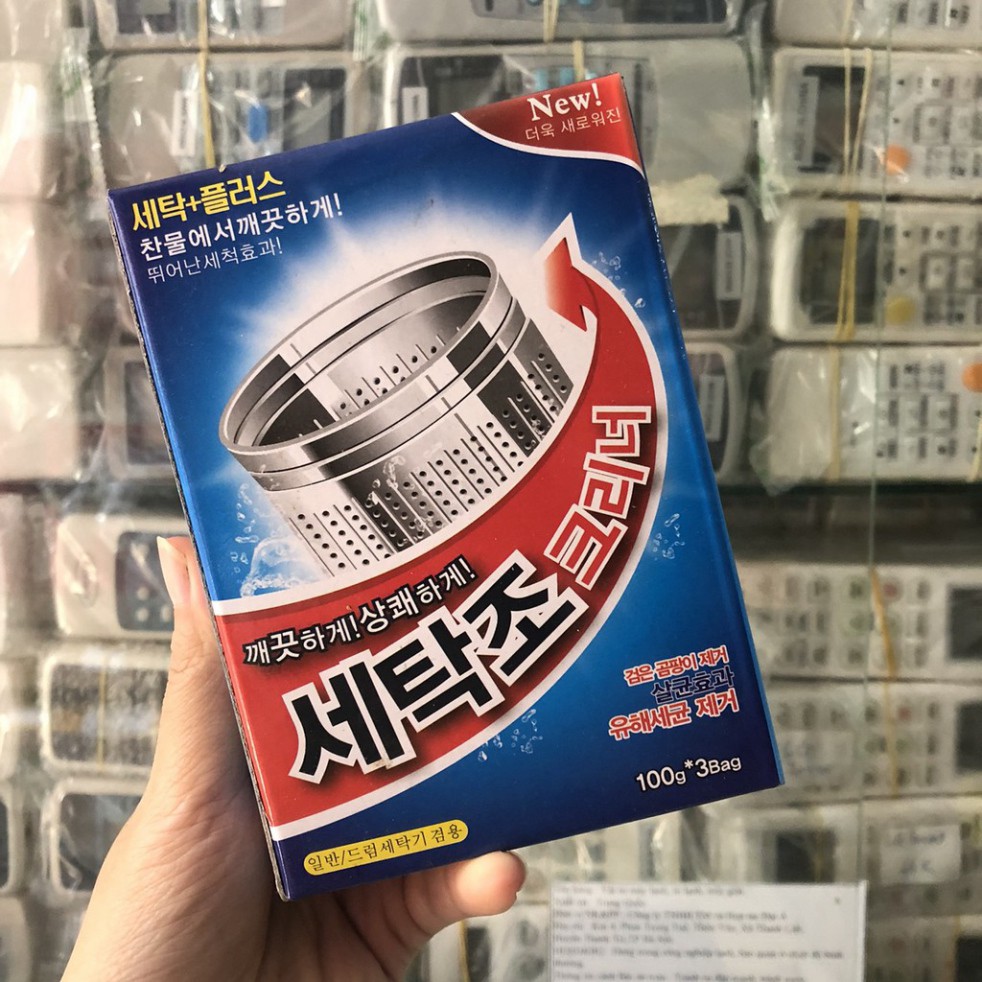 New!
더욱 새로워진
세탁+플러스
찬물에서깨끗하게!
뛰어난세척효과!
깨끗하게!상쾌하게!
세탁조크리너
검은 곰팡이 제거
살균효과
유해세균 제거
100g*3Bag
일반/드럼세탁기 겸용